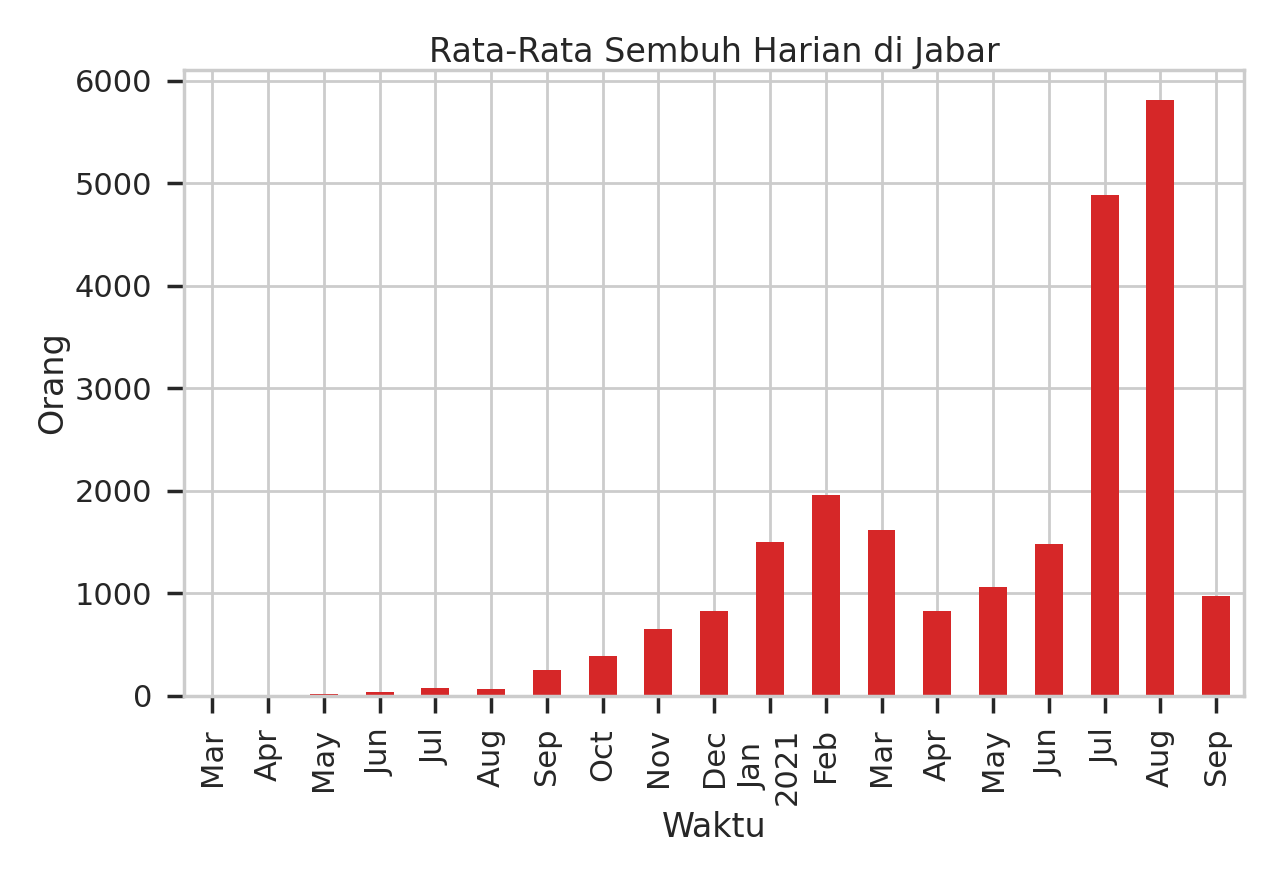 Rata-Rata Sembuh Harian di Jabar
6000
5000
4000
3000
2000
1000
0
Orang
Mar
Apr
May
Jun
Jul
Aug
Sep
Oct
Nov
Dec
Jan
2021
Feb
Mar
Apr
May
Jun
Jul
Aug
Sep
Waktu